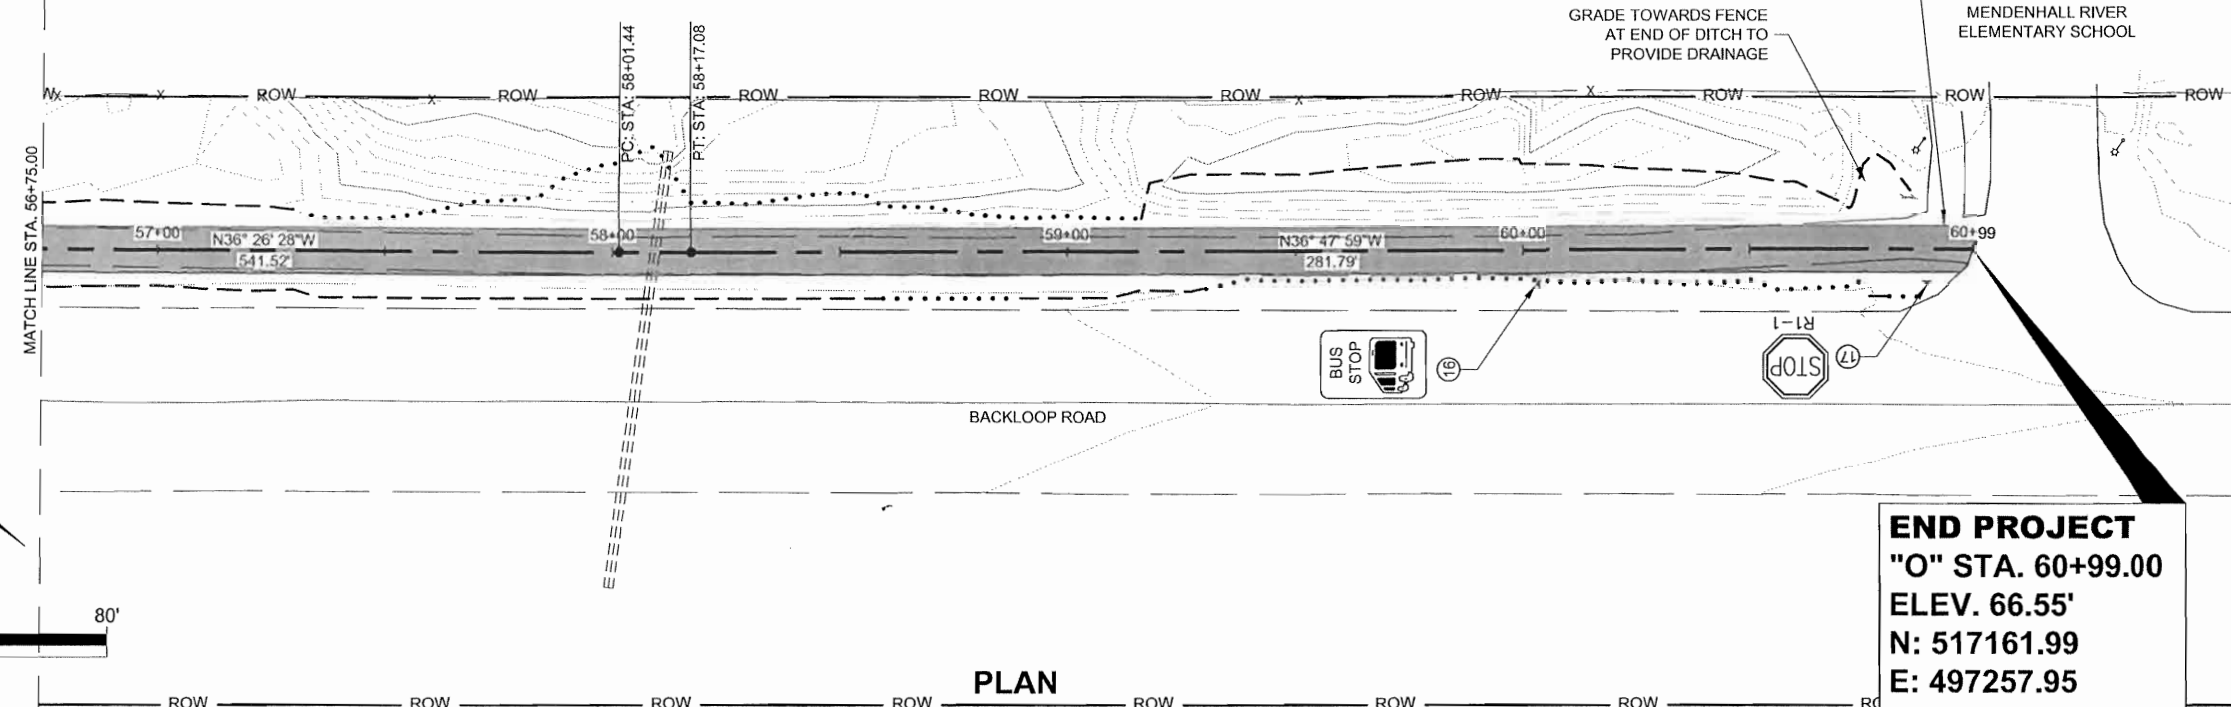 GRADE TOWARDS FENCE
AT END OF DITCH TO
PROVIDE DRAINAGE
MENDENHALL RIVER
ELEMENTARY SCHOOL
PC: STA: 58+01.44
PT: STA: 58+17.08
ROW ROW ROW ROW ROW ROW ROW ROW ROW
MATCH LINE STA. 56+75.00
57+00
N36° 26' 28"W
541.52'
58+00
59+00
N36° 47' 59"W
281.79'
60+00
60+99
BUS
STOP
16
R1-1
STOP
17
BACKLOOP ROAD
80'
END PROJECT
"O" STA. 60+99.00
ELEV. 66.55'
N: 517161.99
E: 497257.95
PLAN
ROW ROW ROW ROW ROW ROW ROW